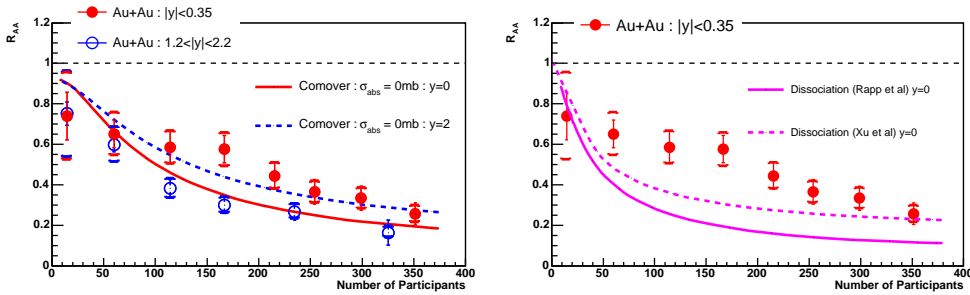 Au+Au : |y|<0.35
Au+Au : 1.2<|y|<2.2
Comover : σabs = 0mb : y=0
Comover : σabs = 0mb : y=2
RAA
1.2
1
0.8
0.6
0.4
0.2
0
0 50 100 150 200 250 300 350 400
Number of Participants
Au+Au : |y|<0.35
Dissociation (Rapp et al) y=0
Dissociation (Xu et al) y=0
RAA
1.2
1
0.8
0.6
0.4
0.2
0
0 50 100 150 200 250 300 350 400
Number of Participants